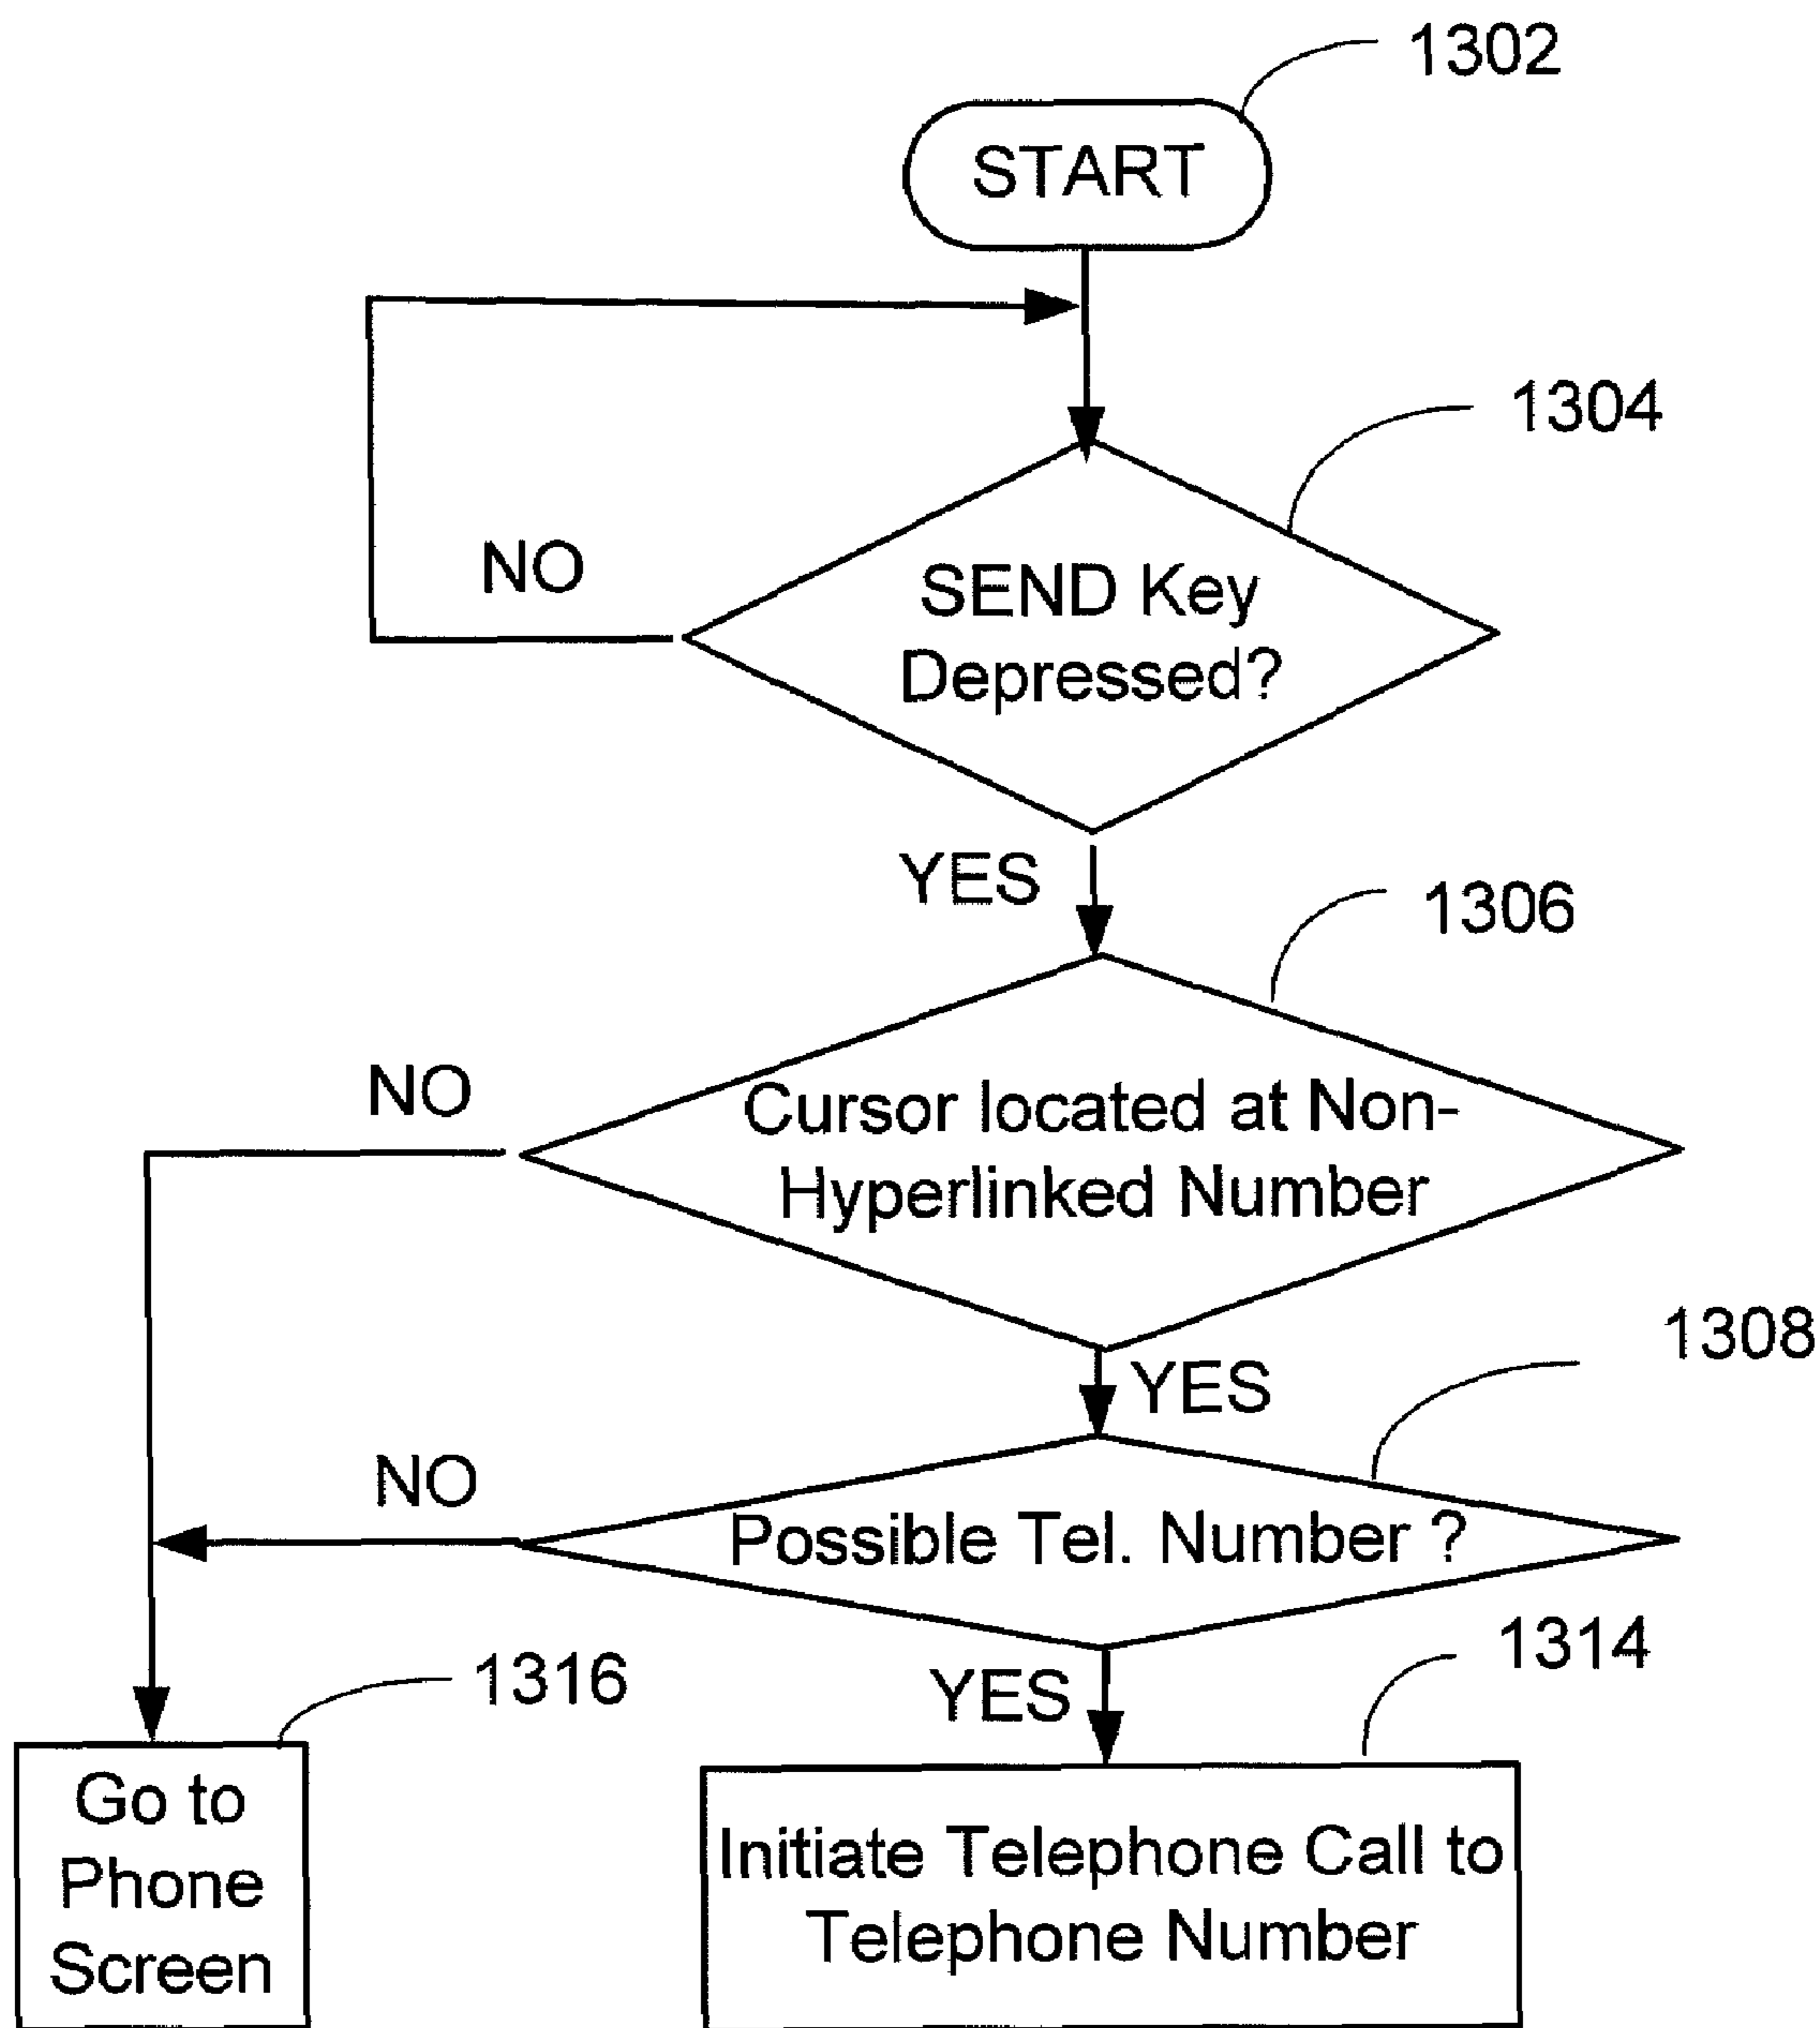 1302
START
1304
NO
SEND Key
Depressed?
YES
1306
NO
Cursor located at Non-
Hyperlinked Number
1308
YES
NO
Possible Tel. Number ?
1314
1316
YES
Go to
Phone
Screen
Initiate Telephone Call to
Telephone Number